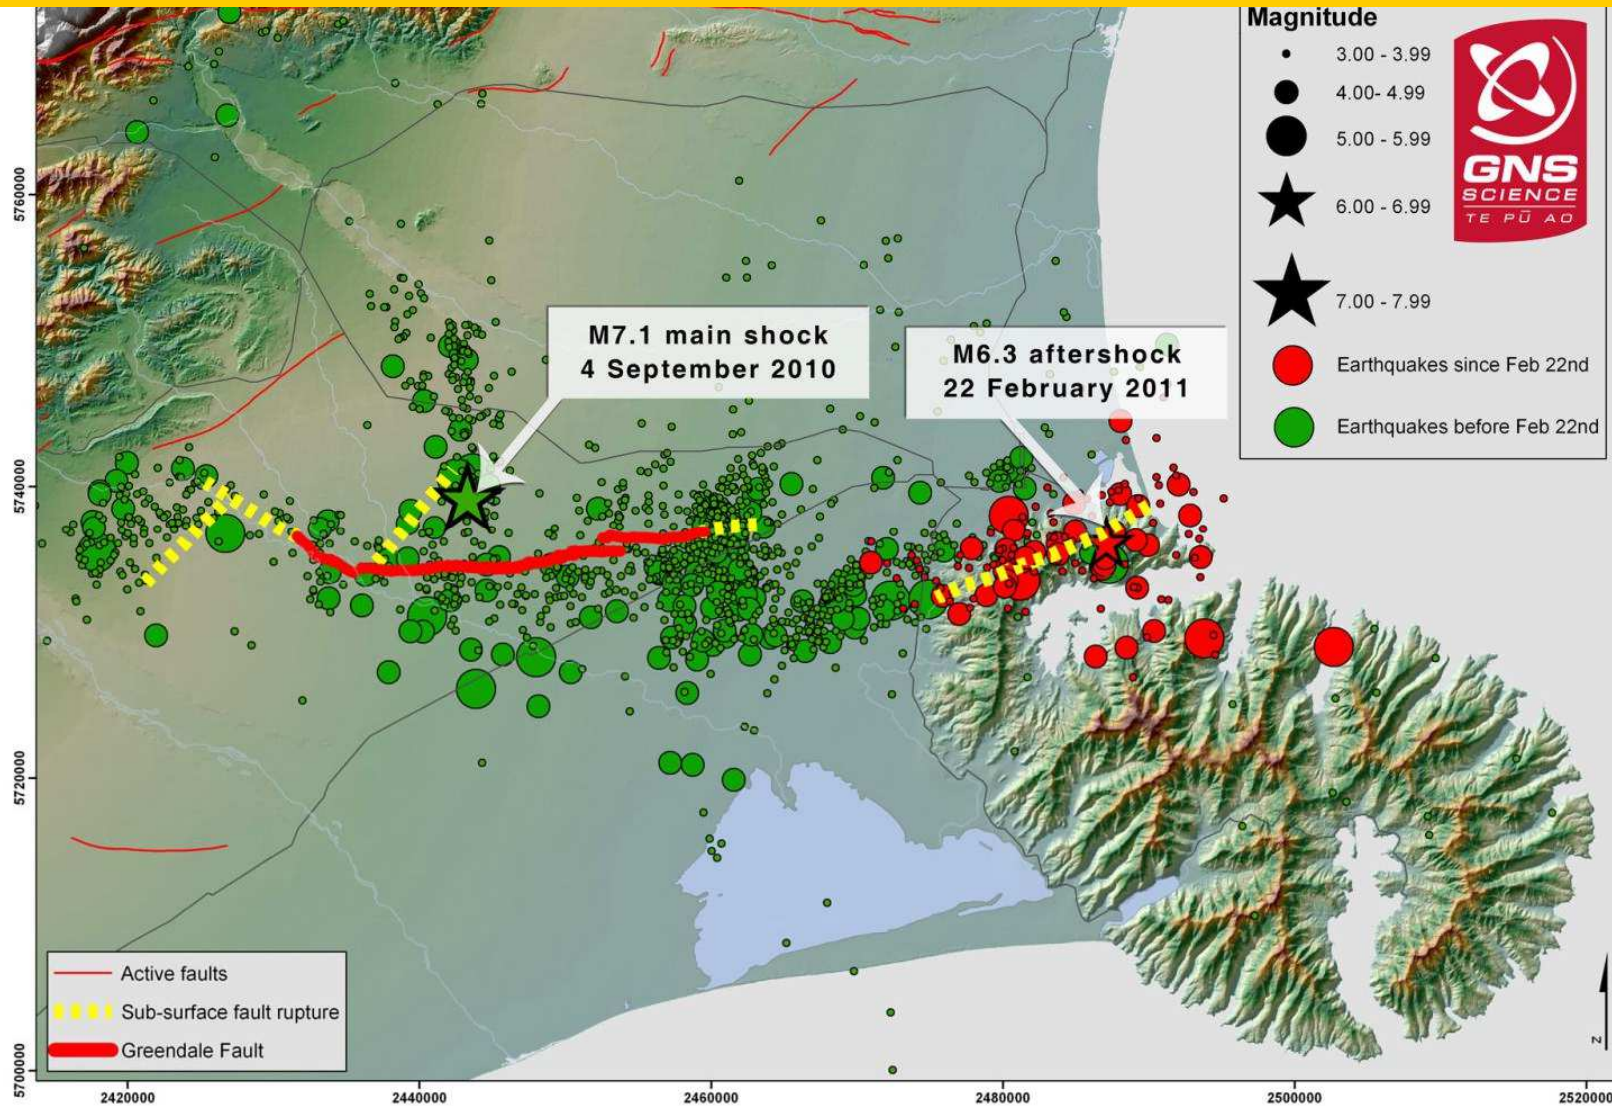 Magnitude
3.00 - 3.99
4.00- 4.99
5.00 - 5.99
6.00 - 6.99
7.00 - 7.99
Earthquakes since Feb 22nd
Earthquakes before Feb 22nd
GNS
SCIENCE
TE PŪ AO
M7.1 main shock
4 September 2010
M6.3 aftershock
22 February 2011
5760000
5740000
5720000
5700000
Active faults
Sub-surface fault rupture
Greendale Fault
N
2420000
2440000
2460000
2480000
2500000
2520000